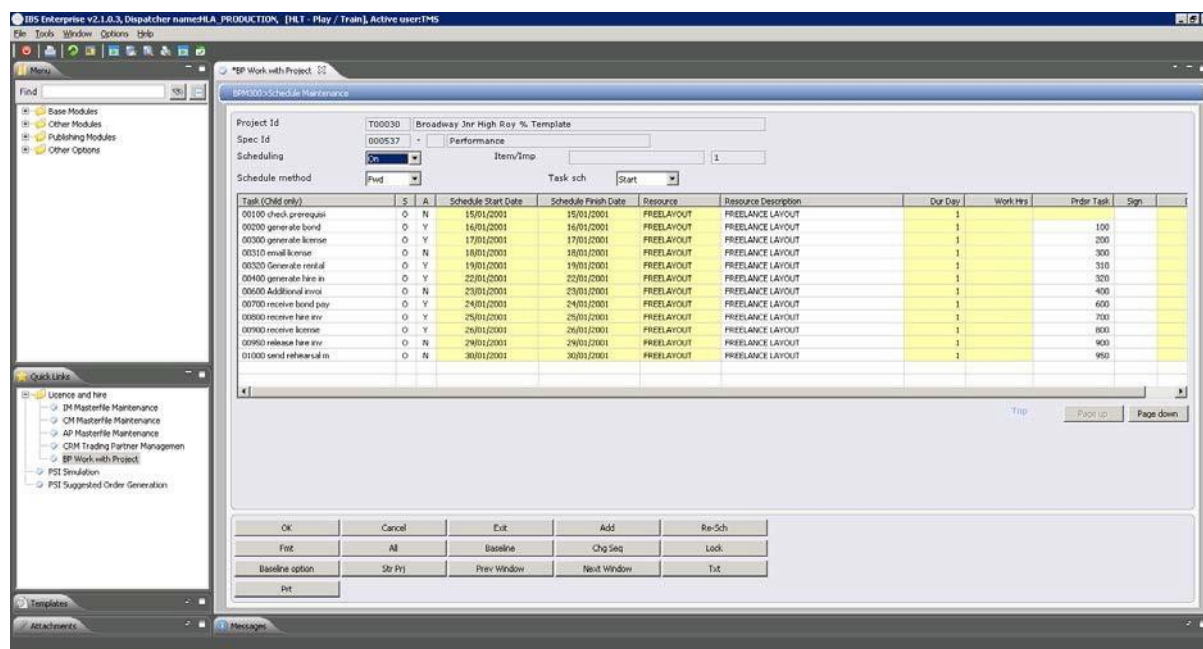 IBS Enterprise v2.1.0.3, Dispatcher name:HLA_PRODUCTION, [HLT - Play / Train], Active user:TMS
File Tools Window Options Help
Menu
*BP Work with Project
Find
BPM300>Schedule Maintenance
Base Modules
Other Modules
Publishing Modules
Other Options
Project Id T00030 Broadway Jnr High Roy % Template
Spec Id 000537 - Performance
Scheduling On Item/Imp 1
Schedule method Fwd Task sch Start
Task (Child only) S A Schedule Start Date Schedule Finish Date Resource Resource Description Dur Day Work Hrs Prdsr Task Sign
00100 check prerequisi O N 15/01/2001 15/01/2001 FREELAYOUT FREELANCE LAYOUT 1
00200 generate bond O Y 16/01/2001 16/01/2001 FREELAYOUT FREELANCE LAYOUT 1 100
00300 generate license O Y 17/01/2001 17/01/2001 FREELAYOUT FREELANCE LAYOUT 1 200
00310 email license O N 18/01/2001 18/01/2001 FREELAYOUT FREELANCE LAYOUT 1 300
00320 Generate rental O Y 19/01/2001 19/01/2001 FREELAYOUT FREELANCE LAYOUT 1 310
00400 generate hire in O Y 22/01/2001 22/01/2001 FREELAYOUT FREELANCE LAYOUT 1 320
00600 Additional invoi O N 23/01/2001 23/01/2001 FREELAYOUT FREELANCE LAYOUT 1 400
00700 receive bond pay O Y 24/01/2001 24/01/2001 FREELAYOUT FREELANCE LAYOUT 1 600
00800 receive hire inv O Y 25/01/2001 25/01/2001 FREELAYOUT FREELANCE LAYOUT 1 700
00900 receive license O Y 26/01/2001 26/01/2001 FREELAYOUT FREELANCE LAYOUT 1 800
00950 release hire inv O N 29/01/2001 29/01/2001 FREELAYOUT FREELANCE LAYOUT 1 900
01000 send rehearsal m O N 30/01/2001 30/01/2001 FREELAYOUT FREELANCE LAYOUT 1 950
Top Page up Page down
Quick Links
Licence and hire
IM Masterfile Maintenance
CM Masterfile Maintenance
AP Masterfile Maintenance
CRM Trading Partner Managemen
BP Work with Project
PSI Simulation
PSI Suggested Order Generation
OK Cancel Exit Add Re-Sch
Fmt All Baseline Chg Seq Lock
Baseline option Str Prj Prev Window Next Window Txt
Prt
Templates
Attachments
Messages